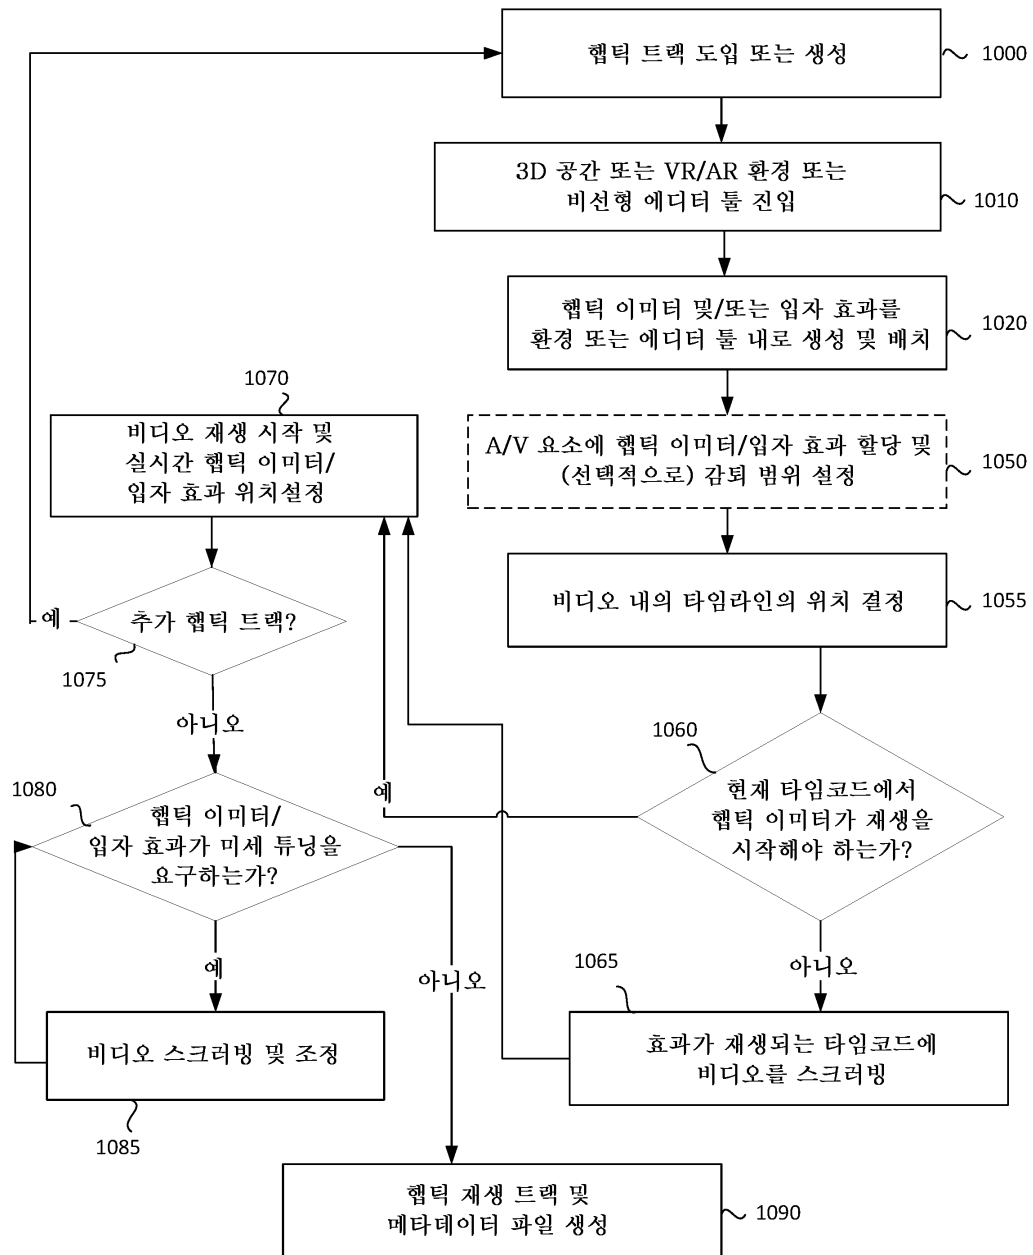 햅틱 트랙 도입 또는 생성
1000
3D 공간 또는 VR/AR 환경 또는
비선형 에디터 툴 진입
1010
햅틱 이미터 및/또는 입자 효과를
환경 또는 에디터 툴 내로 생성 및 배치
1020
A/V 요소에 햅틱 이미터/입자 효과 할당 및
(선택적으로) 감퇴 범위 설정
1050
비디오 내의 타임라인의 위치 결정
1055
1060
현재 타임코드에서
햅틱 이미터가 재생을
시작해야 하는가?
예
아니오
1065
효과가 재생되는 타임코드에
비디오를 스크러빙
1070
비디오 재생 시작 및
실시간 햅틱 이미터/
입자 효과 위치설정
추가 햅틱 트랙?
예
1075
아니오
1080
햅틱 이미터/
입자 효과가 미세 튜닝을
요구하는가?
예
아니오
비디오 스크러빙 및 조정
1085
햅틱 재생 트랙 및
메타데이터 파일 생성
1090